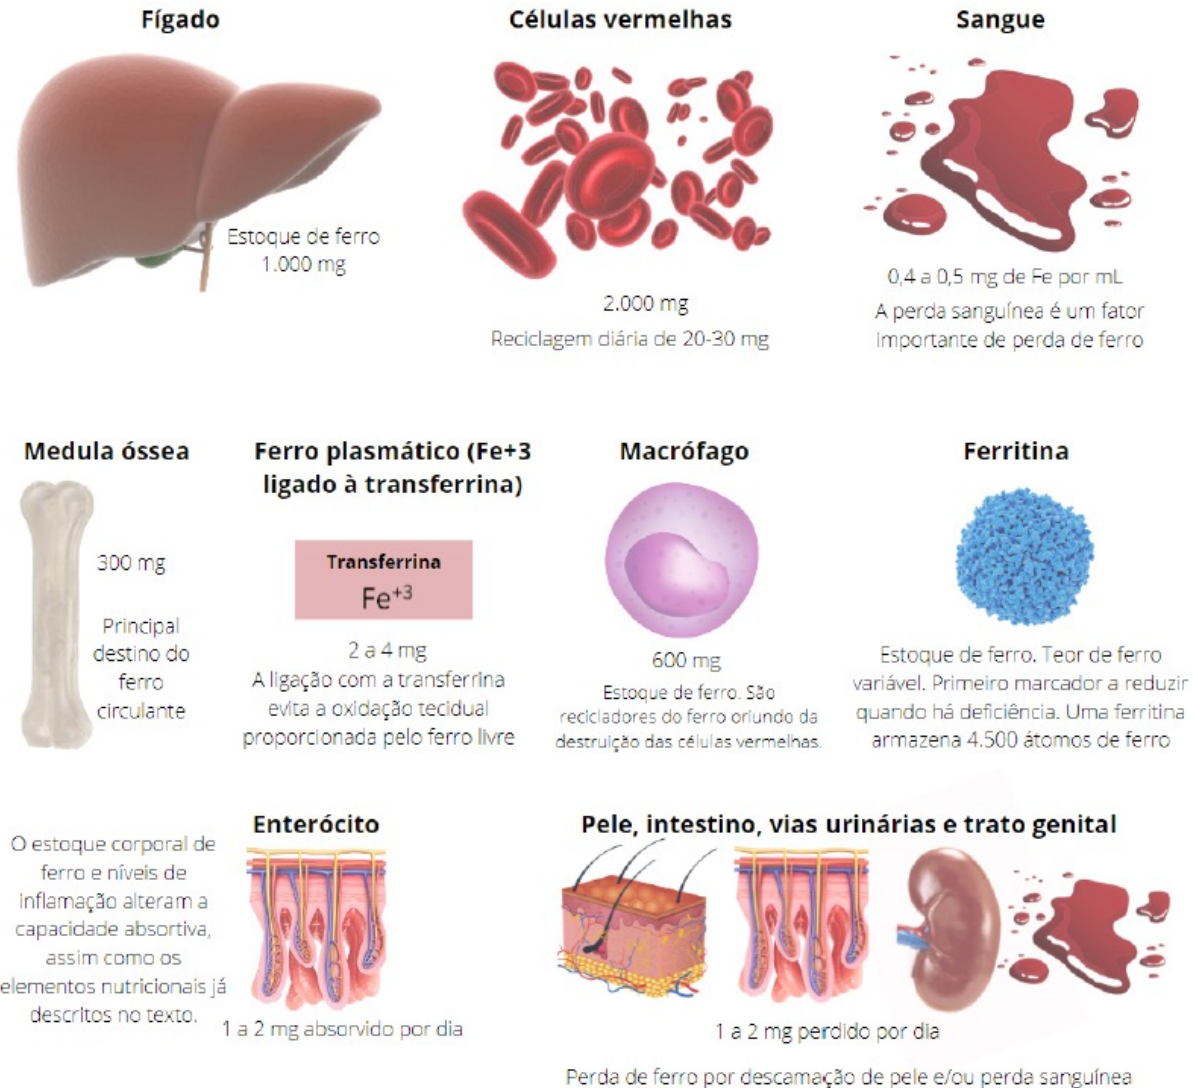 Fígado
Células vermelhas
Sangue
Estoque de ferro
1.000 mg
2.000 mg
Reciclagem diária de 20-30 mg
0,4 a 0,5 mg de Fe por mL
A perda sanguínea é um fator
importante de perda de ferro
Medula óssea
300 mg
Principal
destino do
ferro
circulante
Ferro plasmático (Fe+3
ligado à transferrina)
Transferrina
Fe+3
2 a 4 mg
A ligação com a transferrina
evita a oxidação tecidual
proporcionada pelo ferro livre
Macrófago
600 mg
Estoque de ferro. São
recicladores do ferro oriundo da
destruição das células vermelhas.
Ferritina
Estoque de ferro. Teor de ferro
variável. Primeiro marcador a reduzir
quando há deficiência. Uma ferritina
armazena 4.500 átomos de ferro
O estoque corporal de
ferro e níveis de
inflamação alteram a
capacidade absortiva,
assim como os
elementos nutricionais já
descritos no texto.
Enterócito
1 a 2 mg absorvido por dia
Pele, intestino, vias urinárias e trato genital
1 a 2 mg perdido por dia
Perda de ferro por descamação de pele e/ou perda sanguínea